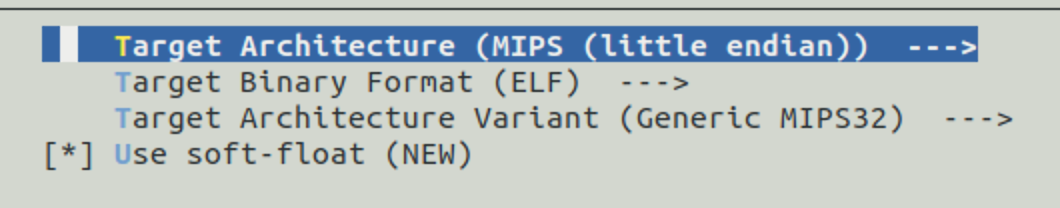 Target Architecture (MIPS (little endian))  --->
Target Binary Format (ELF)  --->
Target Architecture Variant (Generic MIPS32)  --->
[*] Use soft-float (NEW)